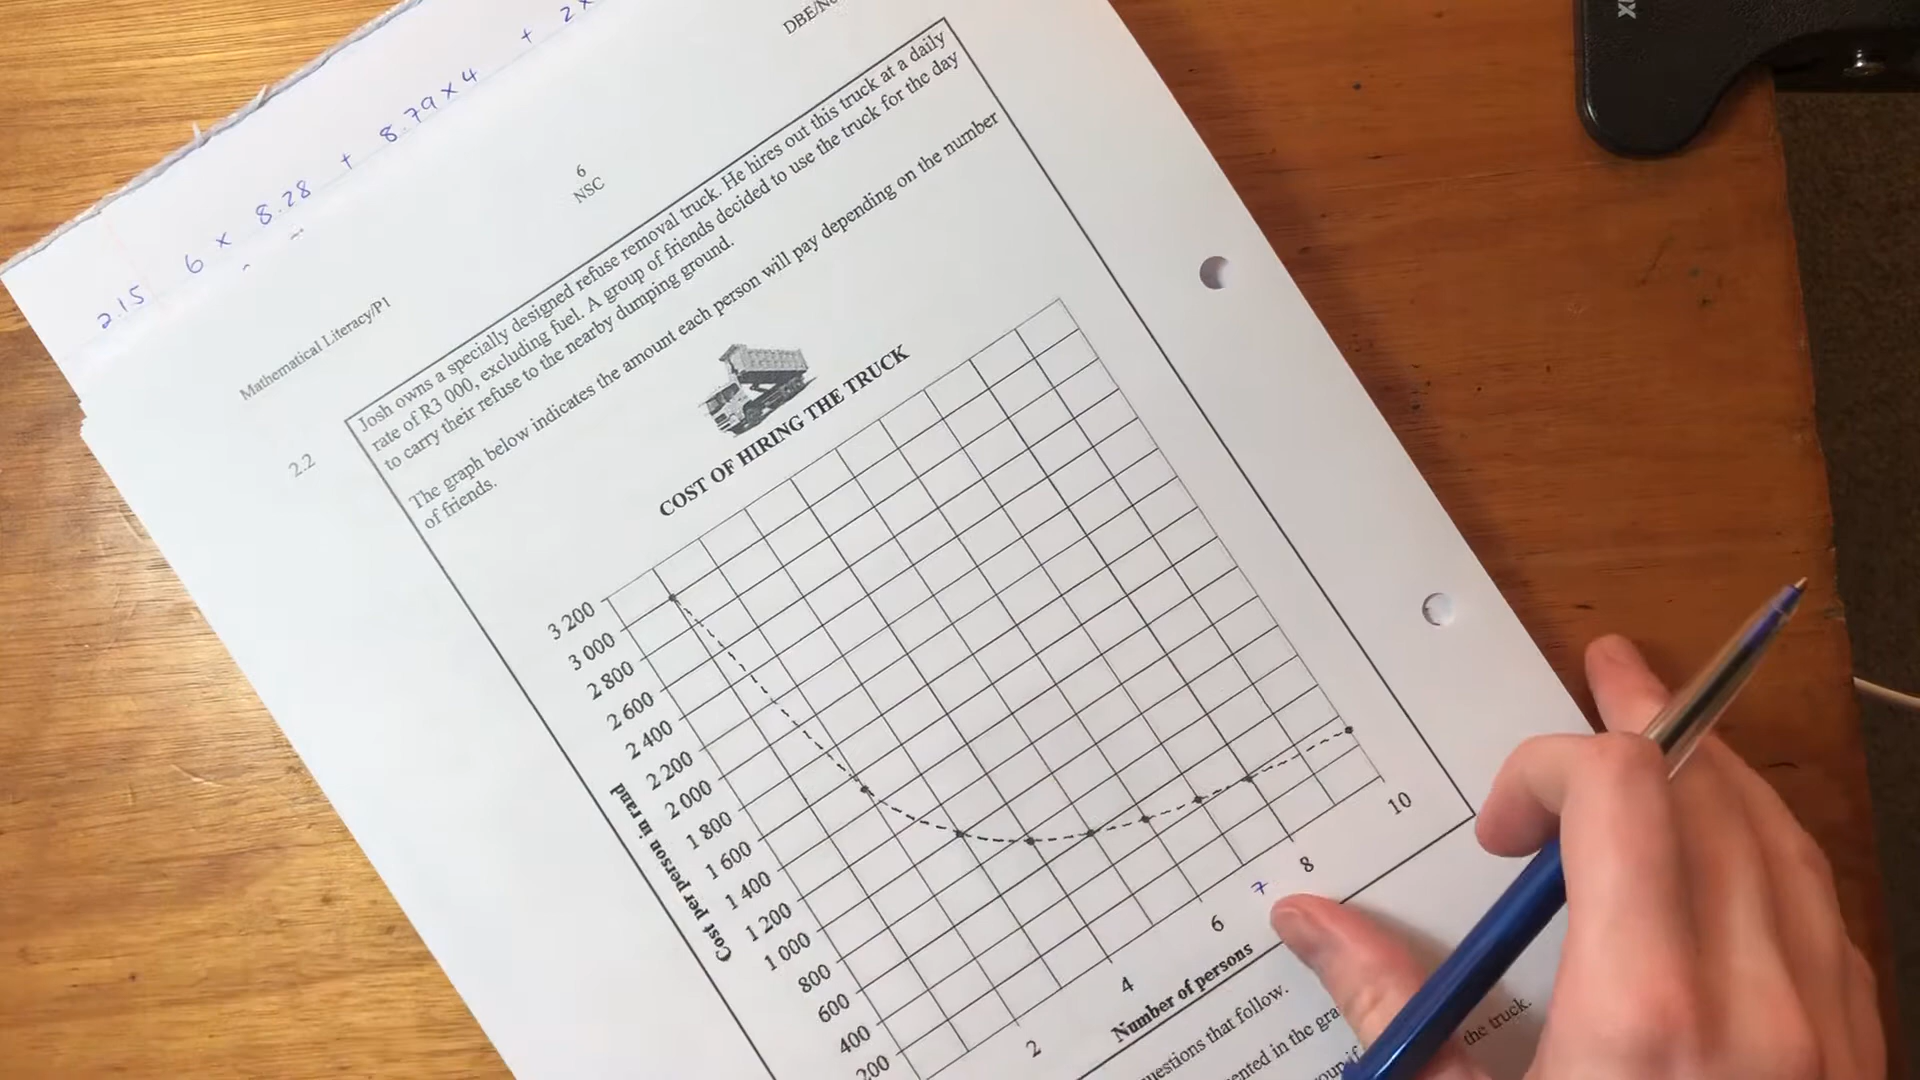 2.15 6 × 8.28 + 8.79 × 4 + 2 ×
Mathematical Literacy/P1
6
NSC
2.2
Josh owns a specially designed refuse removal truck. He hires out this truck at a daily
rate of R3 000, excluding fuel. A group of friends decided to use the truck for the day
to carry their refuse to the nearby dumping ground.
The graph below indicates the amount each person will pay depending on the number
of friends.
COST OF HIRING THE TRUCK
Cost per person in rand
3 200
3 000
2 800
2 600
2 400
2 200
2 000
1 800
1 600
1 400
1 200
1 000
800
600
400
200
2
4
6
7
8
10
Number of persons
questions that follow.
the truck.